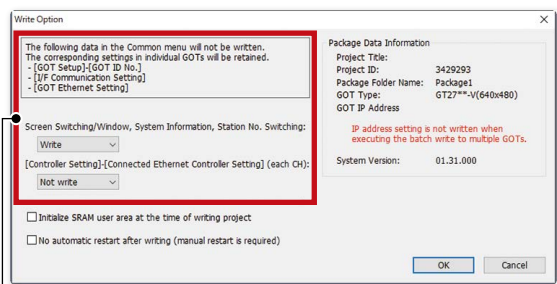 Write Option
The following data in the Common menu will not be written.
The corresponding settings in individual GOTs will be retained.
- [GOT Setup]-[GOT ID No.]
- [I/F Communication Setting]
- [GOT Ethernet Setting]
Screen Switching/Window, System Information, Station No. Switching:
Write
[Controller Setting]-[Connected Ethernet Controller Setting] (each CH):
Not write
Initialize SRAM user area at the time of writing project
No automatic restart after writing (manual restart is required)
Package Data Information
Project Title:
Project ID: 3429293
Package Folder Name: Package1
GOT Type: GT27**-V(640x480)
GOT IP Address
IP address setting is not written when
executing the batch write to multiple GOTs.
System Version: 01.31.000
OK Cancel